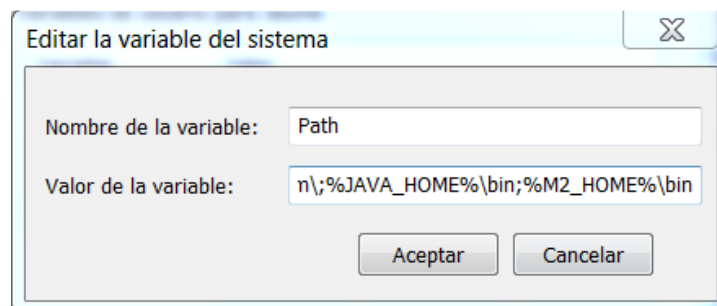 Editar la variable del sistema
Nombre de la variable: Path
Valor de la variable: n\;%JAVA_HOME%\bin;%M2_HOME%\bin
Aceptar Cancelar